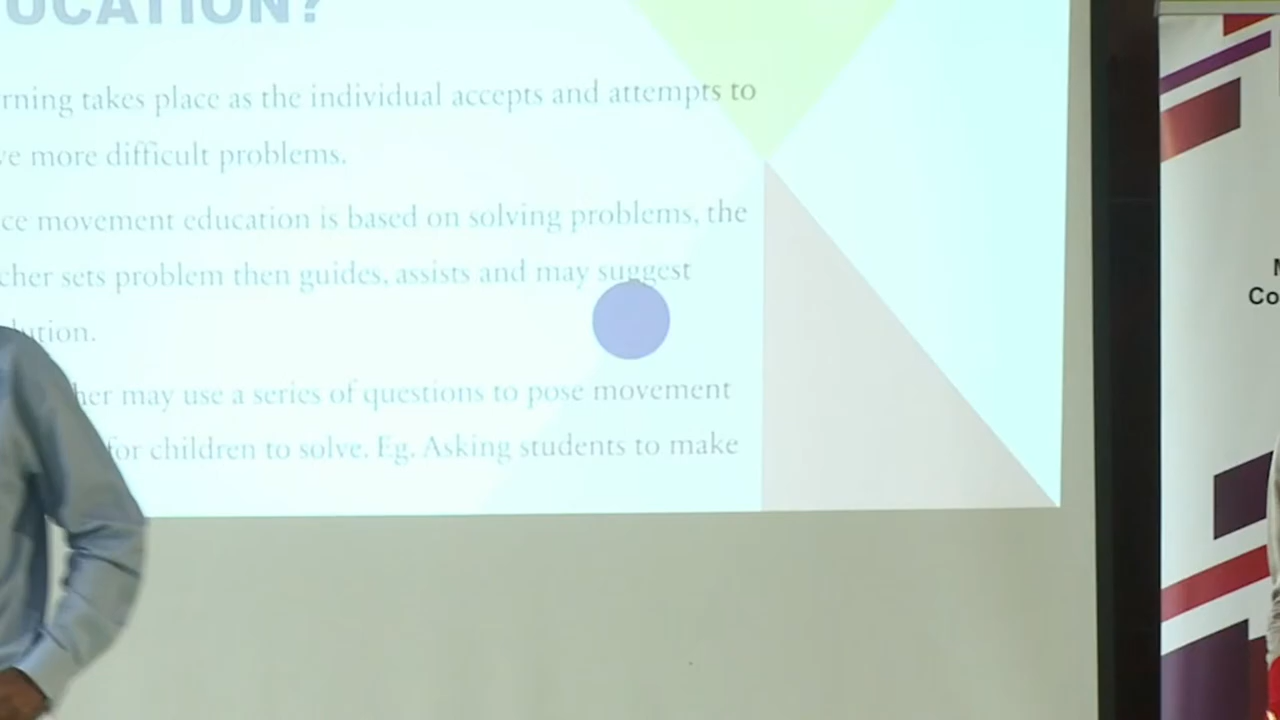 UCATION?
rning takes place as the individual accepts and attempts to
ve more difficult problems.
ce movement education is based on solving problems, the
cher sets problem then guides, assists and may suggest
lution.
her may use a series of questions to pose movement
for children to solve. Eg. Asking students to make
Co